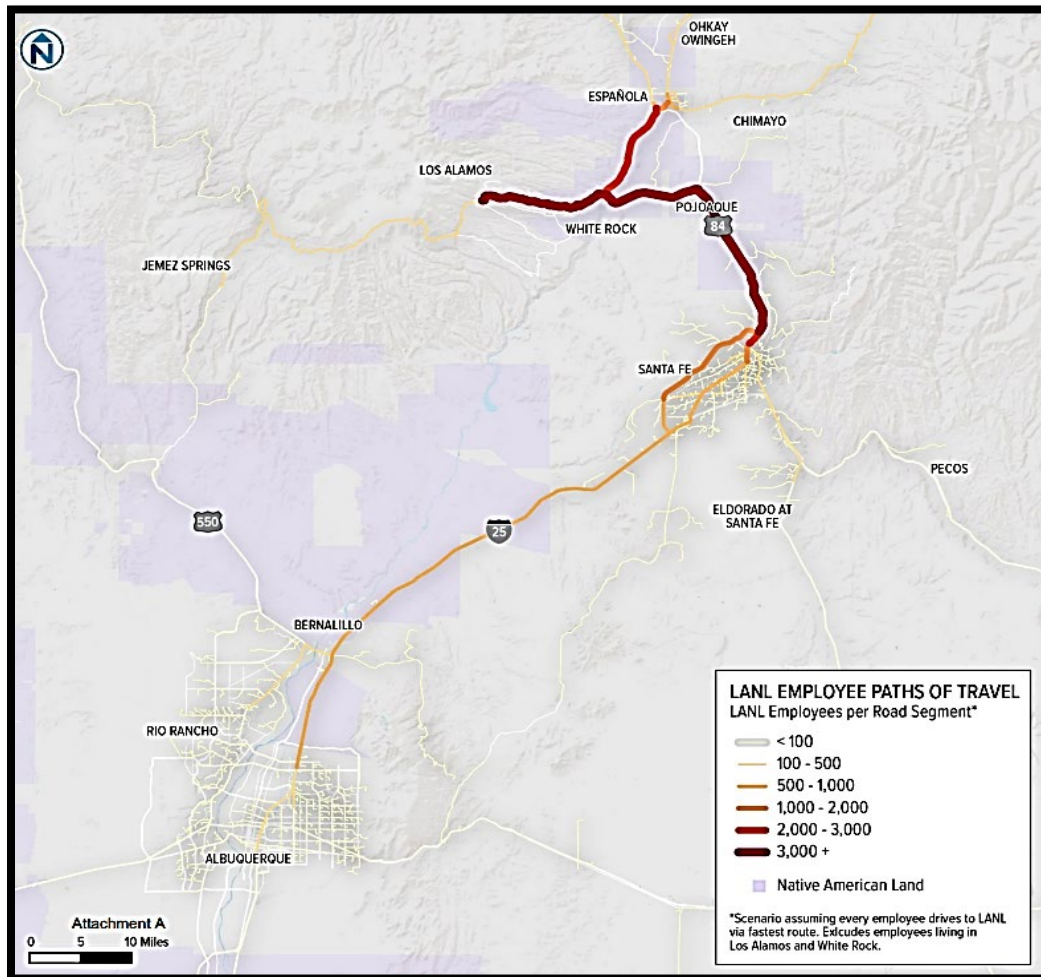 N
OHKAY
OWINGEH
ESPAÑOLA
CHIMAYO
LOS ALAMOS
POJOAQUE
84
WHITE ROCK
JEMEZ SPRINGS
SANTA FE
PECOS
ELDORADO AT
SANTA FE
550
25
BERNALILLO
RIO RANCHO
ALBUQUERQUE
LANL EMPLOYEE PATHS OF TRAVEL
LANL Employees per Road Segment*
< 100
100 - 500
500 - 1,000
1,000 - 2,000
2,000 - 3,000
3,000 +
Native American Land
*Scenario assuming every employee drives to LANL
via fastest route. Exlcudes employees living in
Los Alamos and White Rock.
Attachment A
0 5 10 Miles